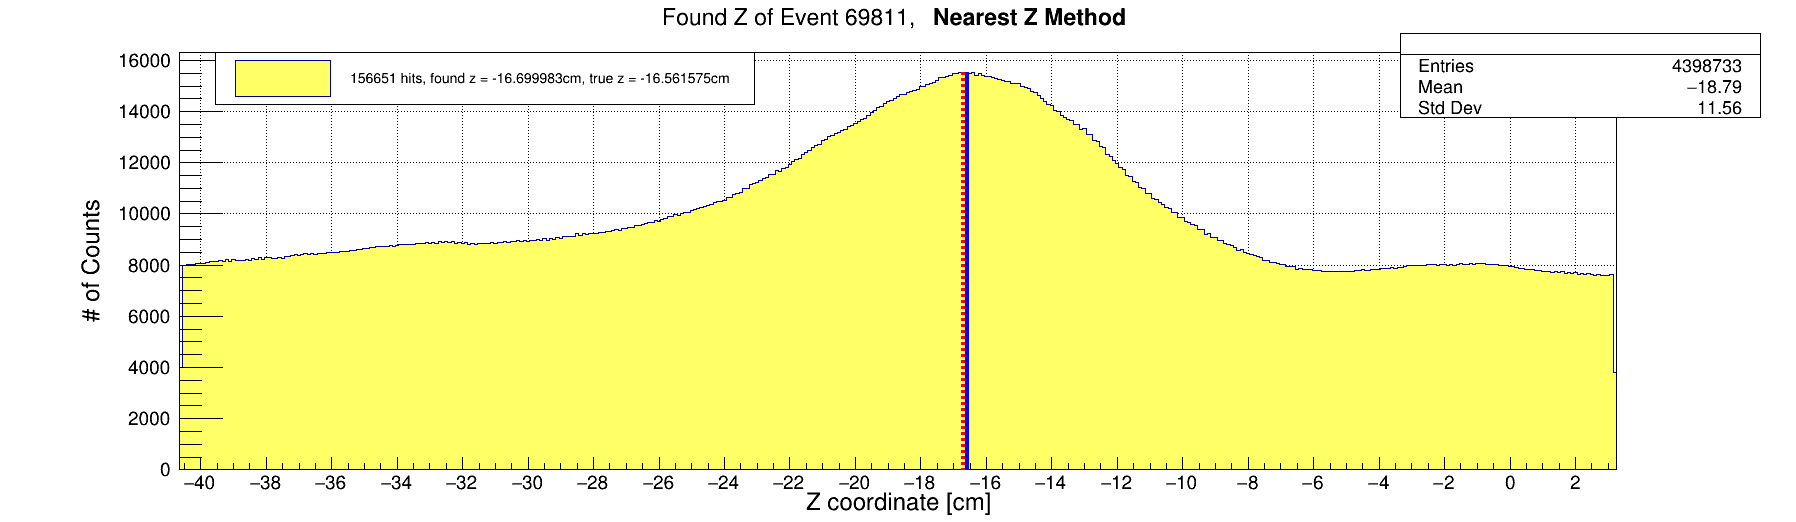 Found Z of Event 69811, Nearest Z Method
156651 hits, found z = -16.699983cm, true z = -16.561575cm
Entries 4398733
Mean −18.79
Std Dev 11.56
# of Counts
16000
14000
12000
10000
8000
6000
4000
2000
0
−40 −38 −36 −34 −32 −30 −28 −26 −24 −22 −20 −18 −16 −14 −12 −10 −8 −6 −4 −2 0 2
Z coordinate [cm]